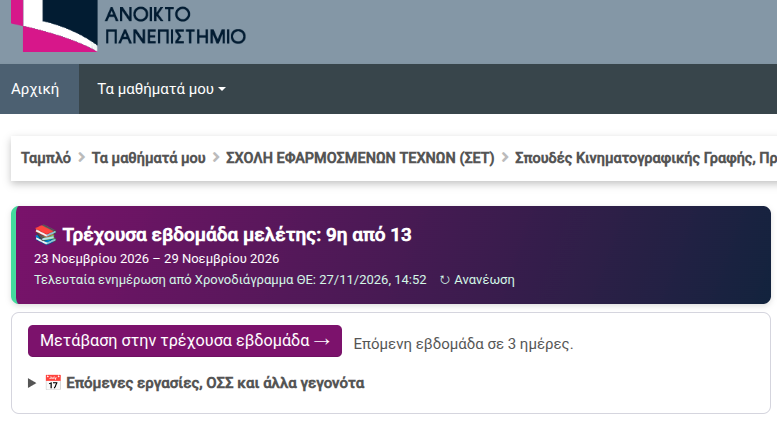 ΑΝΟΙΚΤΟ
ΠΑΝΕΠΙΣΤΗΜΙΟ
Αρχική Τα μαθήματά μου
Ταμπλό > Τα μαθήματά μου > ΣΧΟΛΗ ΕΦΑΡΜΟΣΜΕΝΩΝ ΤΕΧΝΩΝ (ΣΕΤ) > Σπουδές Κινηματογραφικής Γραφής,
📚 Τρέχουσα εβδομάδα μελέτης: 9η από 13
23 Νοεμβρίου 2026 – 29 Νοεμβρίου 2026
Τελευταία ενημέρωση από Χρονοδιάγραμμα ΘΕ: 27/11/2026, 14:52 ↻ Ανανέωση
Μετάβαση στην τρέχουσα εβδομάδα → Επόμενη εβδομάδα σε 3 ημέρες.
▶ 📅 Επόμενες εργασίες, ΟΣΣ και άλλα γεγονότα